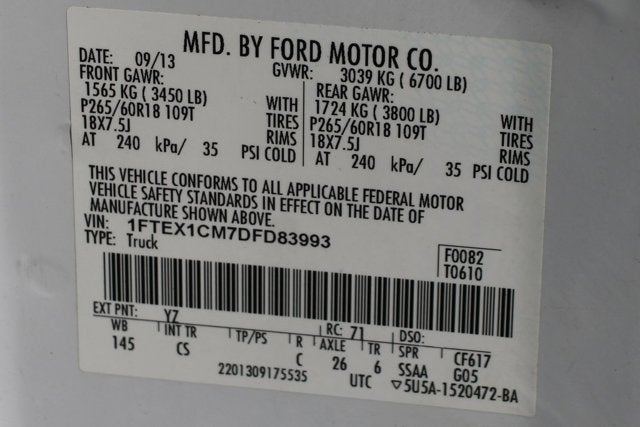 MFD. BY FORD MOTOR CO.
DATE: 09/13 GVWR: 3039 KG ( 6700 LB)
FRONT GAWR: REAR GAWR:
1565 KG ( 3450 LB) WITH 1724 KG ( 3800 LB) WITH
P265/60R18 109T TIRES P265/60R18 109T TIRES
18X7.5J RIMS 18X7.5J RIMS
AT 240 kPa/ 35 PSI COLD AT 240 kPa/ 35 PSI COLD
THIS VEHICLE CONFORMS TO ALL APPLICABLE FEDERAL MOTOR
VEHICLE SAFETY STANDARDS IN EFFECT ON THE DATE OF
MANUFACTURE SHOWN ABOVE.
VIN: 1FTEX1CM7DFD83993
TYPE: Truck
F0082
T0610
EXT PNT: YZ RC: 71 DSO:
WB INT TR TP/PS R AXLE TR SPR CF617
145 CS C 26 6 SSAA G05
2201309175535 UTC ▽5U5A-1520472-BA